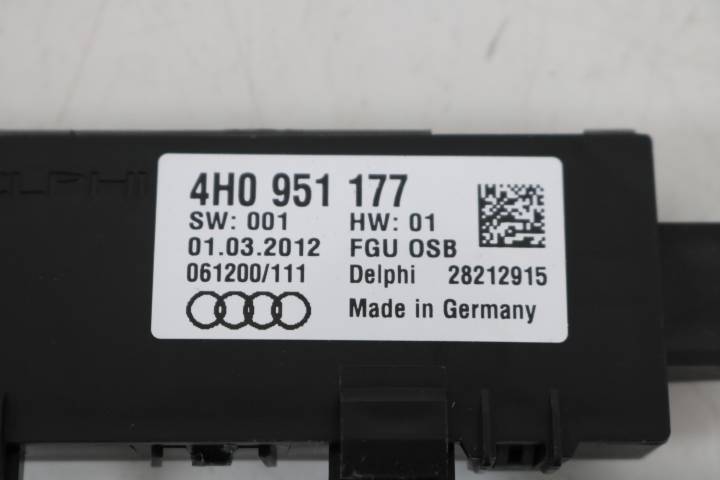 DELPHI
4H0 951 177
SW: 001 HW: 01
01.03.2012 FGU OSB
061200/111 Delphi 28212915
Made in Germany